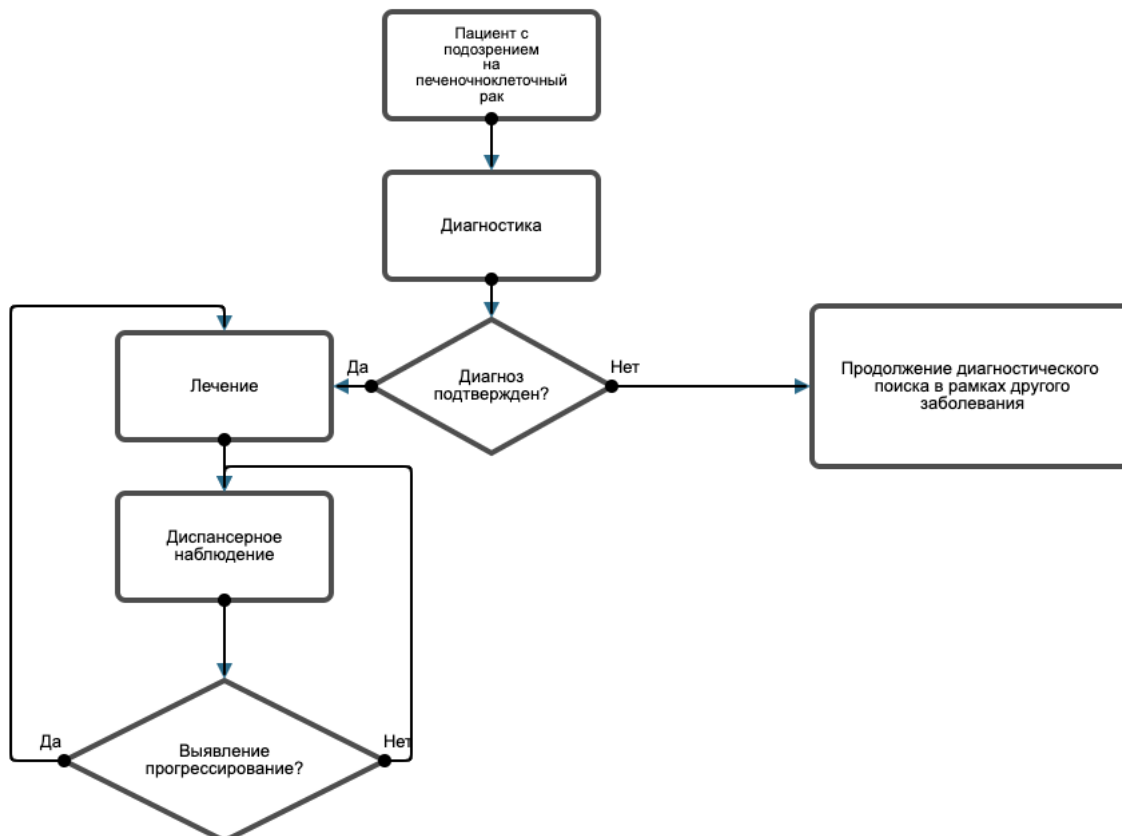 Пациент с
подозрением
на
печеночноклеточный
рак
Диагностика
Да
Диагноз
подтвержден?
Нет
Продолжение диагностического
поиска в рамках другого
заболевания
Лечение
Диспансерное
наблюдение
Да
Выявление
прогрессирование?
Нет